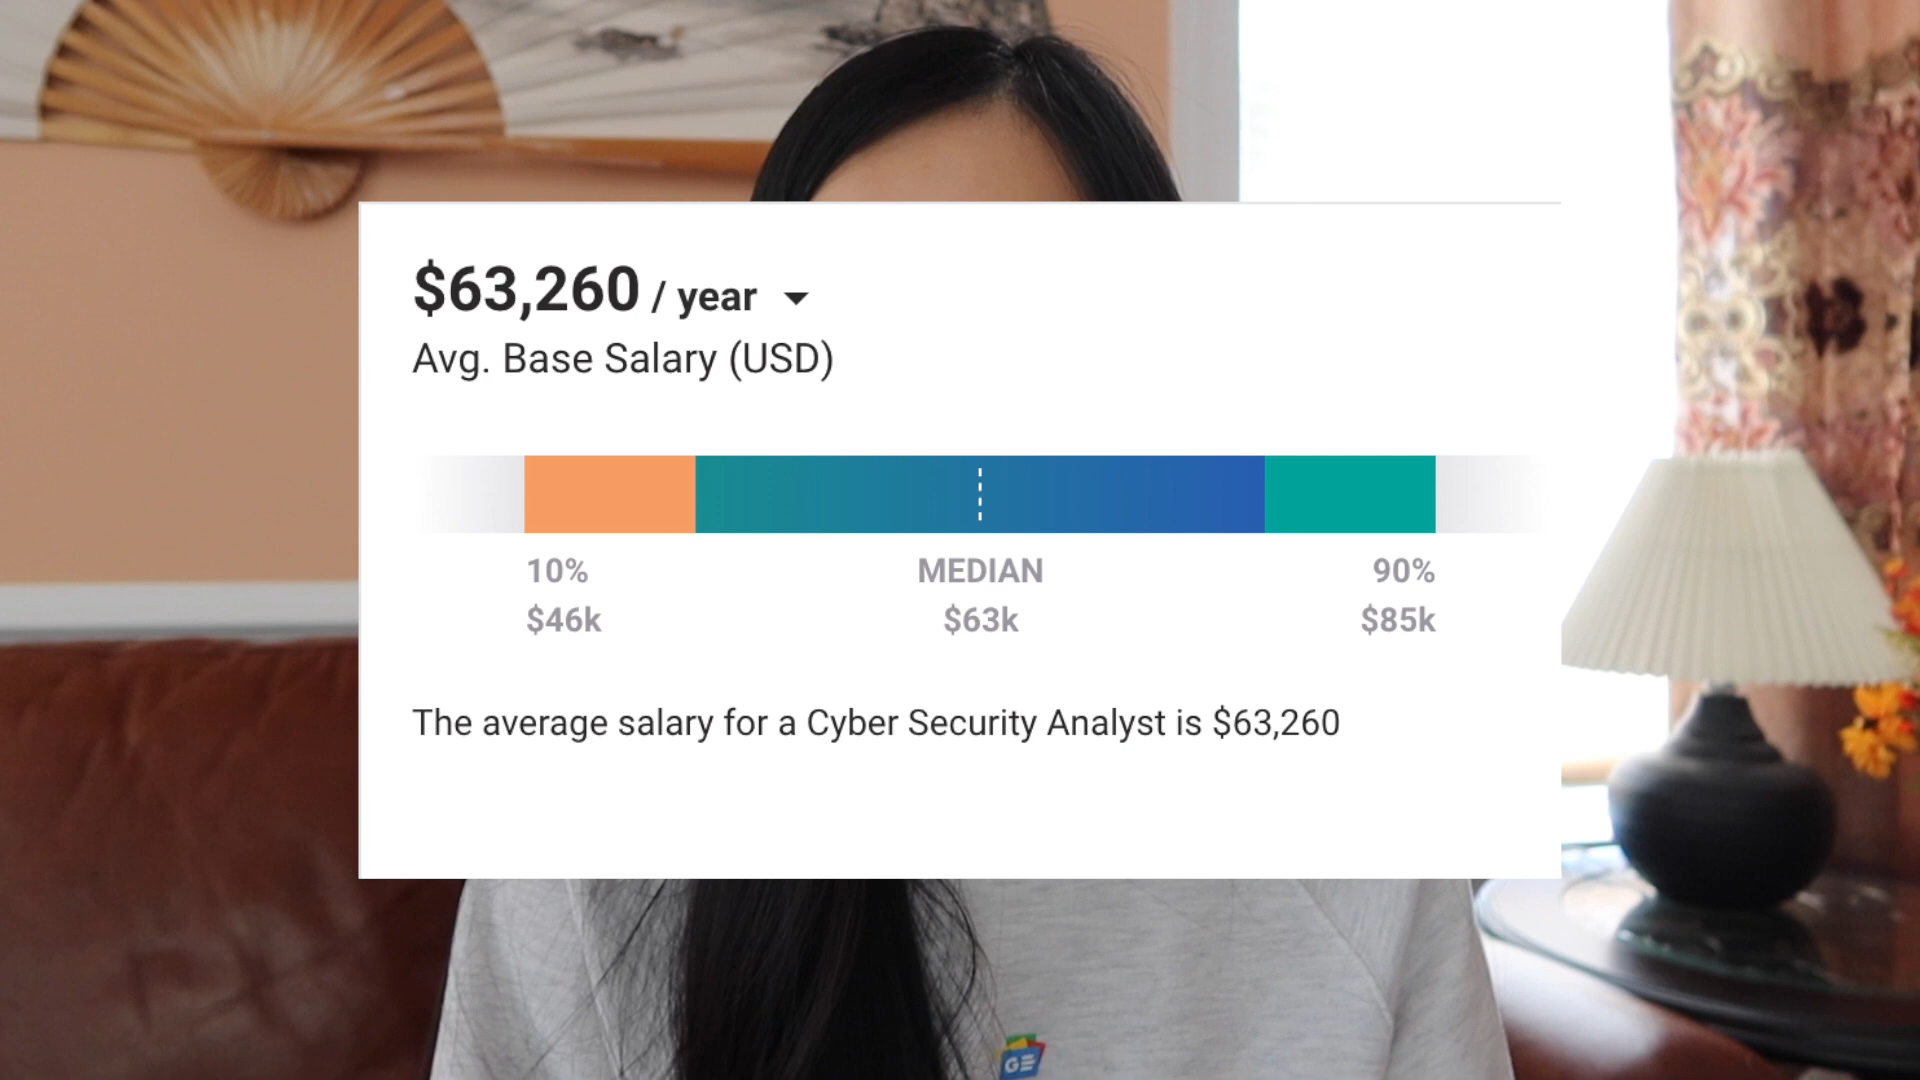 $63,260 / year
Avg. Base Salary (USD)
10% MEDIAN 90%
$46k $63k $85k
The average salary for a Cyber Security Analyst is $63,260
GE